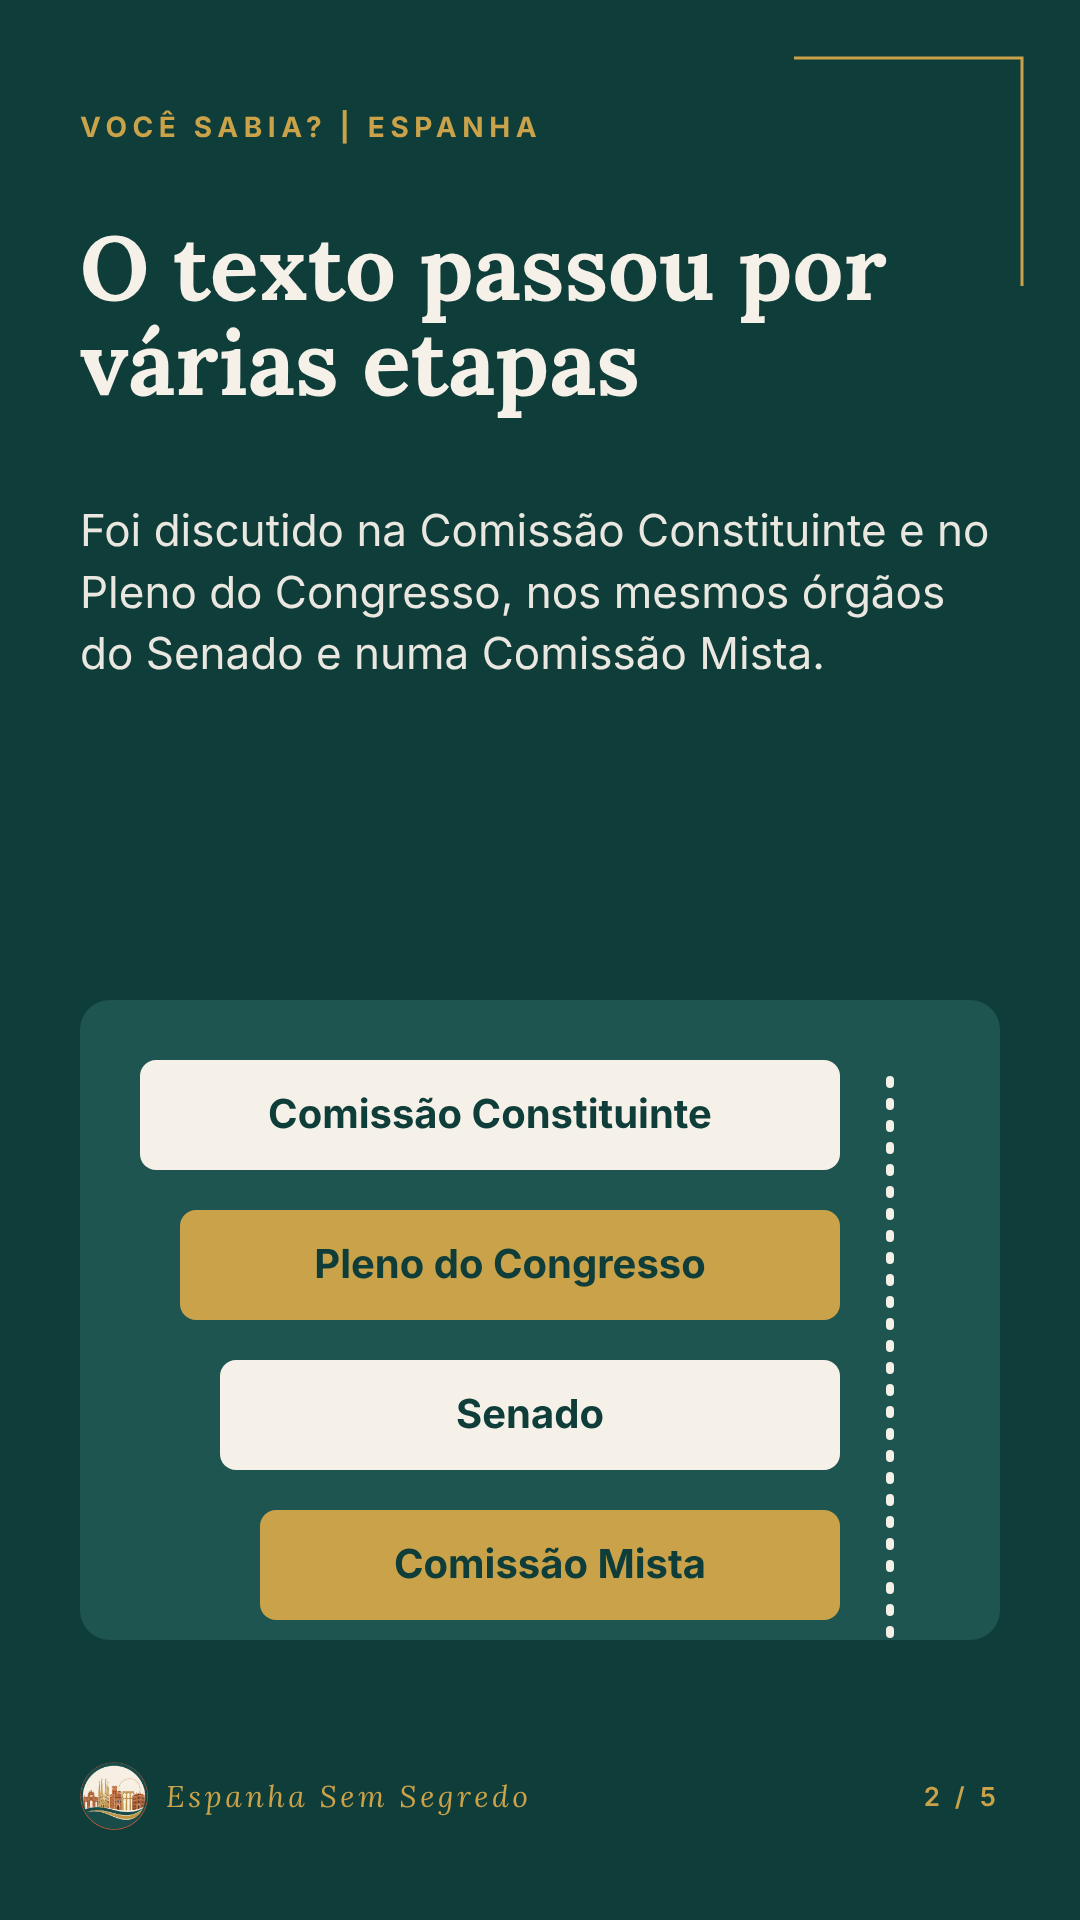 VOCÊ SABIA? | ESPANHA
O texto passou por
várias etapas
Foi discutido na Comissão Constituinte e no
Pleno do Congresso, nos mesmos órgãos
do Senado e numa Comissão Mista.
Comissão Constituinte
Pleno do Congresso
Senado
Comissão Mista
Espanha Sem Segredo
2 / 5